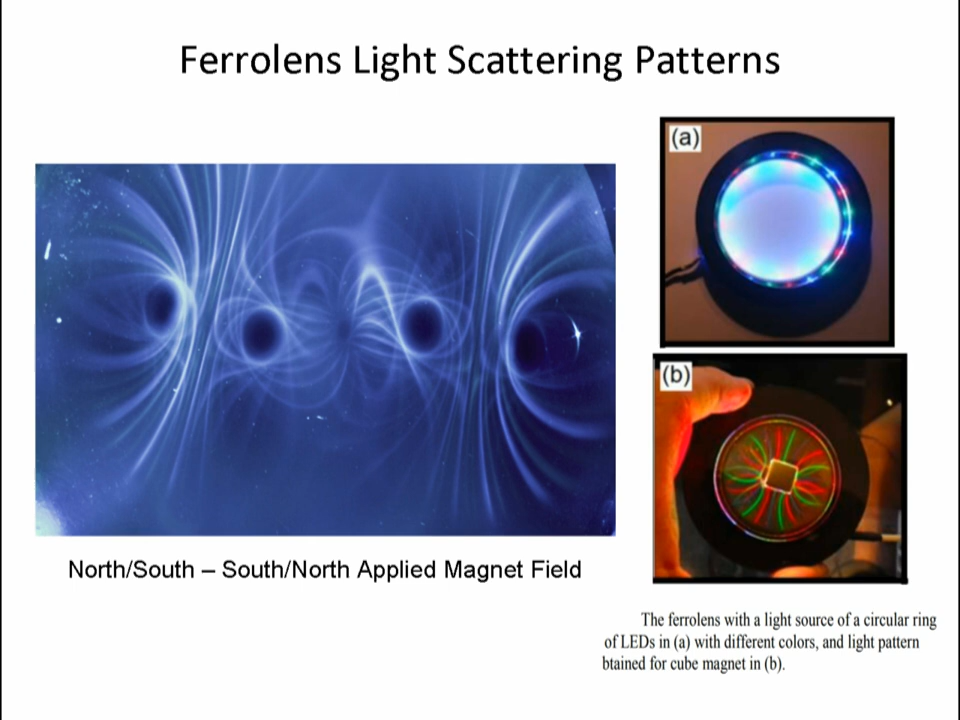 Ferrolens Light Scattering Patterns
(a)
(b)
North/South – South/North Applied Magnet Field
The ferrolens with a light source of a circular ring
of LEDs in (a) with different colors, and light pattern
btained for cube magnet in (b).